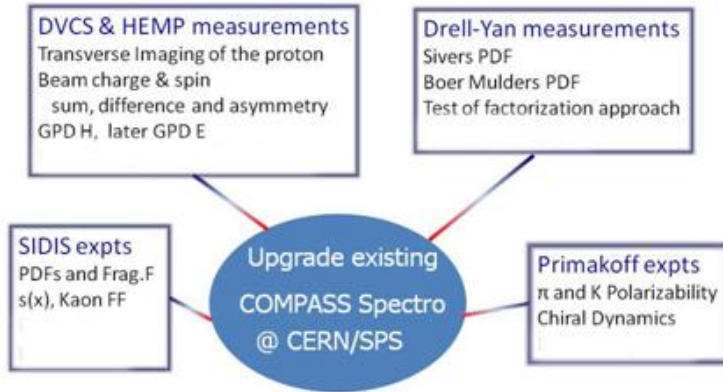 DVCS & HEMP measurements
Transverse Imaging of the proton
Beam charge & spin
sum, difference and asymmetry
GPD H, later GPD E
Drell-Yan measurements
Sivers PDF
Boer Mulders PDF
Test of factorization approach
SIDIS expts
PDFs and Frag.F
s(x), Kaon FF
Upgrade existing
COMPASS Spectro
@ CERN/SPS
Primakoff expts
π and K Polarizability
Chiral Dynamics